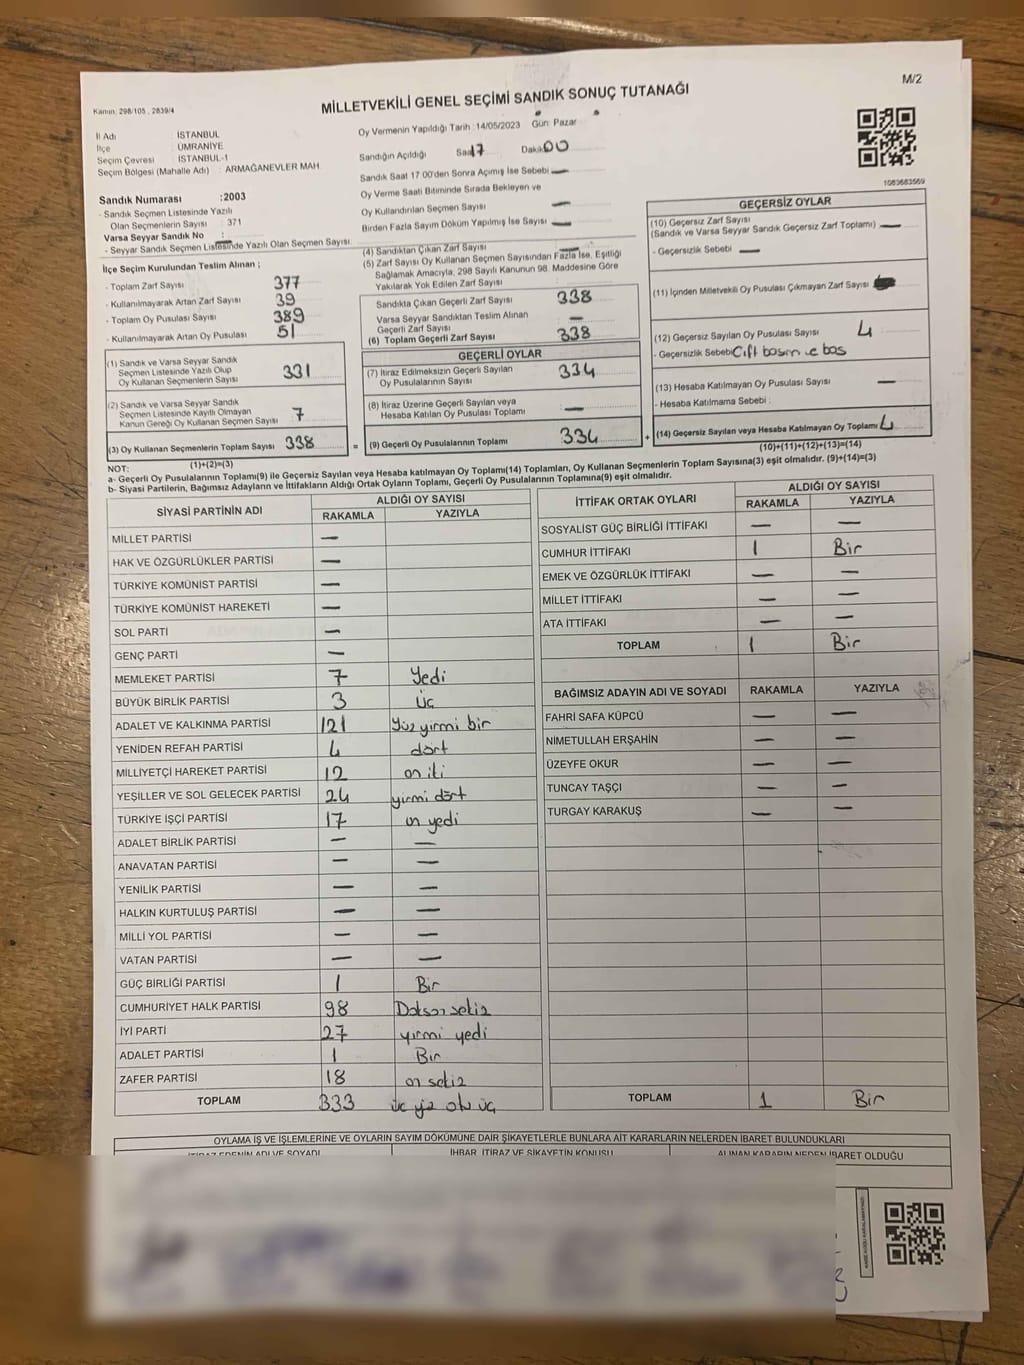 M/2
MİLLETVEKİLİ GENEL SEÇİMİ SANDIK SONUÇ TUTANAĞI
Kanun: 298/105 , 2839/4
İl Adı : İSTANBUL
İlçe : ÜMRANİYE
Seçim Çevresi : İSTANBUL-1
Seçim Bölgesi (Mahalle Adı) : ARMAĞANEVLER MAH.
Oy Vermenin Yapıldığı Tarih :14/05/2023 Gün: Pazar
Sandığın Açıldığı Saat 17 Dakika 00
Sandık Saat 17.00'den Sonra Açılmış İse Sebebi —
Oy Verme Saati Bitiminde Sırada Bekleyen ve
Oy Kullandırılan Seçmen Sayısı —
Birden Fazla Sayım Döküm Yapılmış İse Sayısı —
1083683569
Sandık Numarası :2003
- Sandık Seçmen Listesinde Yazılı
Olan Seçmenlerin Sayısı : 371
Varsa Seyyar Sandık No : —
- Seyyar Sandık Seçmen Listesinde Yazılı Olan Seçmen Sayısı
İlçe Seçim Kurulundan Teslim Alınan ;
- Toplam Zarf Sayısı 377
- Kullanılmayarak Artan Zarf Sayısı 39
- Toplam Oy Pusulası Sayısı 389
- Kullanılmayarak Artan Oy Pusulası 51
(1) Sandık ve Varsa Seyyar Sandık
Seçmen Listesinde Yazılı Olup
Oy Kullanan Seçmenlerin Sayısı 331
(2) Sandık ve Varsa Seyyar Sandık
Seçmen Listesinde Kayıtlı Olmayan
Kanun Gereği Oy Kullanan Seçmen Sayısı 7
(3) Oy Kullanan Seçmenlerin Toplam Sayısı 338
(1)+(2)=(3)
(4) Sandıktan Çıkan Zarf Sayısı —
(5) Zarf Sayısı Oy Kullanan Seçmen Sayısından Fazla İse, Eşitliği
Sağlamak Amacıyla, 298 Sayılı Kanunun 98. Maddesine Göre
Yakılarak Yok Edilen Zarf Sayısı
Sandıkta Çıkan Geçerli Zarf Sayısı 338
Varsa Seyyar Sandıktan Teslim Alınan
Geçerli Zarf Sayısı —
(6) Toplam Geçerli Zarf Sayısı 338
GEÇERLİ OYLAR
(7) İtiraz Edilmeksizin Geçerli Sayılan
Oy Pusulalarının Sayısı 334
(8) İtiraz Üzerine Geçerli Sayılan veya
Hesaba Katılan Oy Pusulası Toplamı —
= (9) Geçerli Oy Pusulalarının Toplamı 334
GEÇERSİZ OYLAR
(10) Geçersiz Zarf Sayısı
(Sandık ve Varsa Seyyar Sandık Geçersiz Zarf Toplamı) —
- Geçersizlik Sebebi —
(11) İçinden Milletvekili Oy Pusulası Çıkmayan Zarf Sayısı
(12) Geçersiz Sayılan Oy Pusulası Sayısı 4
- Geçersizlik Sebebi Çift basım ve boş
(13) Hesaba Katılmayan Oy Pusulası Sayısı —
- Hesaba Katılmama Sebebi :
+ (14) Geçersiz Sayılan veya Hesaba Katılmayan Oy Toplamı 4
(10)+(11)+(12)+(13)=(14)
NOT:
a- Geçerli Oy Pusulalarının Toplamı(9) ile Geçersiz Sayılan veya Hesaba katılmayan Oy Toplamı(14) Toplamları, Oy Kullanan Seçmenlerin Toplam Sayısına(3) eşit olmalıdır. (9)+(14)=(3)
b- Siyasi Partilerin, Bağımsız Adayların ve İttifakların Aldığı Ortak Oyların Toplamı, Geçerli Oy Pusulalarının Toplamına(9) eşit olmalıdır.
SİYASİ PARTİNİN ADI ALDIĞI OY SAYISI
RAKAMLA YAZIYLA
MİLLET PARTİSİ —
HAK VE ÖZGÜRLÜKLER PARTİSİ —
TÜRKİYE KOMÜNİST PARTİSİ —
TÜRKİYE KOMÜNİST HAREKETİ —
SOL PARTİ —
GENÇ PARTİ —
MEMLEKET PARTİSİ 7 Yedi
BÜYÜK BİRLİK PARTİSİ 3 Üç
ADALET VE KALKINMA PARTİSİ 121 Yüz yirmi bir
YENİDEN REFAH PARTİSİ 4 dört
MİLLİYETÇİ HAREKET PARTİSİ 12 on iki
YEŞİLLER VE SOL GELECEK PARTİSİ 24 yirmi dört
TÜRKİYE İŞÇİ PARTİSİ 17 on yedi
ADALET BİRLİK PARTİSİ — —
ANAVATAN PARTİSİ — —
YENİLİK PARTİSİ — —
HALKIN KURTULUŞ PARTİSİ — —
MİLLİ YOL PARTİSİ — —
VATAN PARTİSİ — —
GÜÇ BİRLİĞİ PARTİSİ 1 Bir
CUMHURİYET HALK PARTİSİ 98 Doksan sekiz
İYİ PARTİ 27 yirmi yedi
ADALET PARTİSİ 1 Bir
ZAFER PARTİSİ 18 on sekiz
TOPLAM 333 üç yüz otuz üç
İTTİFAK ORTAK OYLARI ALDIĞI OY SAYISI
RAKAMLA YAZIYLA
SOSYALİST GÜÇ BİRLİĞİ İTTİFAKI — —
CUMHUR İTTİFAKI 1 Bir
EMEK VE ÖZGÜRLÜK İTTİFAKI — —
MİLLET İTTİFAKI — —
ATA İTTİFAKI — —
TOPLAM 1 Bir
BAĞIMSIZ ADAYIN ADI VE SOYADI RAKAMLA YAZIYLA
FAHRİ SAFA KÜPCÜ — —
NİMETULLAH ERŞAHİN — —
ÜZEYFE OKUR — —
TUNCAY TAŞÇI — —
TURGAY KARAKUŞ — —
TOPLAM 1 Bir
OYLAMA İŞ VE İŞLEMLERİNE VE OYLARIN SAYIM DÖKÜMÜNE DAİR ŞİKAYETLERLE BUNLARA AİT KARARLARIN NELERDEN İBARET BULUNDUKLARI
İTİRAZ EDENİN ADI VE SOYADI İHBAR, İTİRAZ VE ŞİKAYETİN KONUSU ALINAN KARARIN NEDEN İBARET OLDUĞU